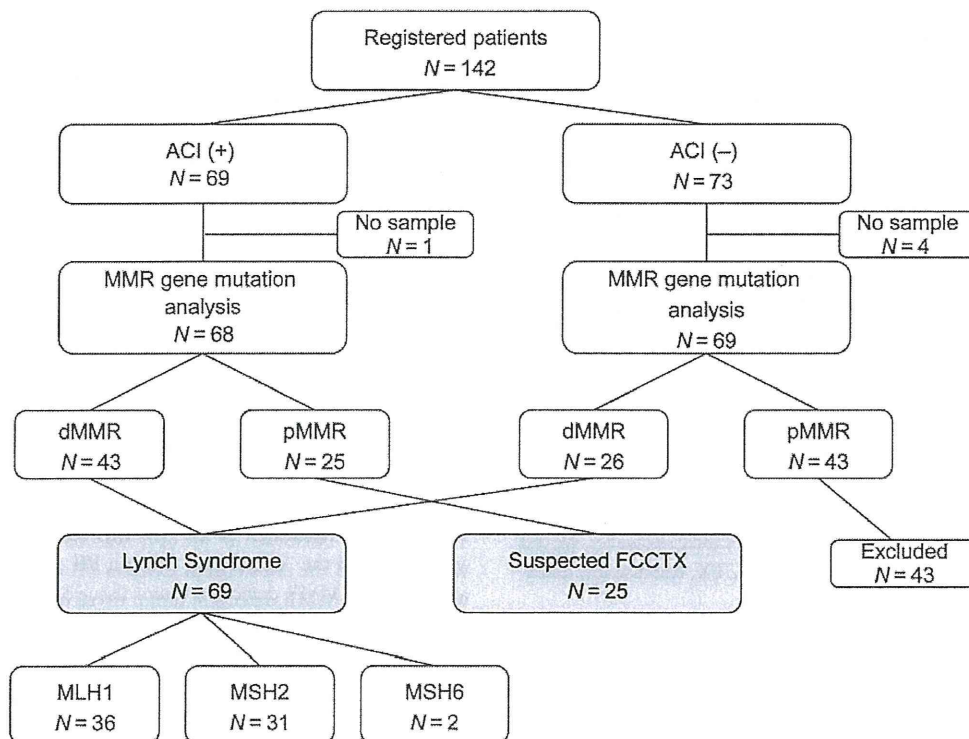 Registered patients
N = 142
ACI (+)
N = 69
ACI (–)
N = 73
No sample
N = 1
No sample
N = 4
MMR gene mutation
analysis
N = 68
MMR gene mutation
analysis
N = 69
dMMR
N = 43
pMMR
N = 25
dMMR
N = 26
pMMR
N = 43
Lynch Syndrome
N = 69
Suspected FCCTX
N = 25
Excluded
N = 43
MLH1
N = 36
MSH2
N = 31
MSH6
N = 2